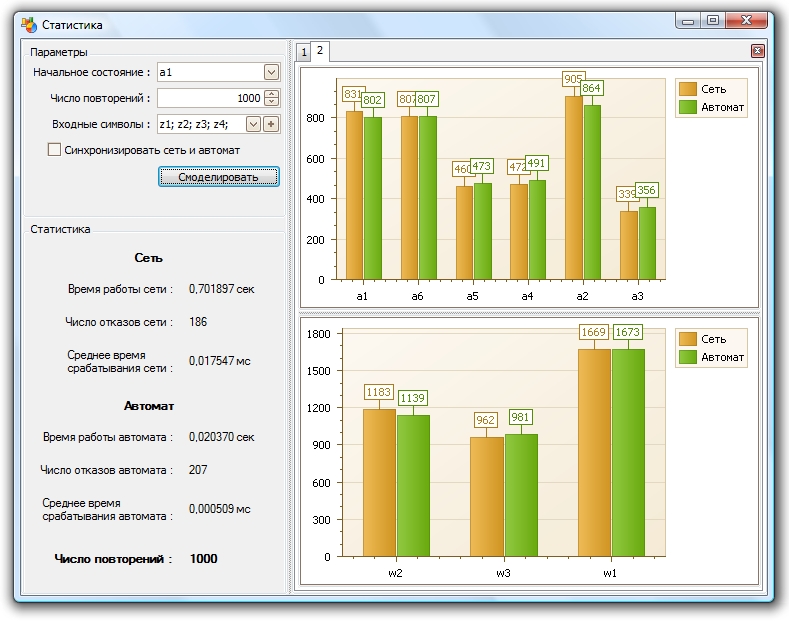 Статистика
Параметры
Начальное состояние : a1
Число повторений : 1000
Входные символы : z1; z2; z3; z4;
Синхронизировать сеть и автомат
Смоделировать
Статистика
Сеть
Время работы сети : 0,701897 сек
Число отказов сети : 186
Среднее время
срабатывания сети : 0,017547 мс
Автомат
Время работы автомата : 0,020370 сек
Число отказов автомата : 207
Среднее время
срабатывания автомата : 0,000509 мс
Число повторений : 1000
1 2
831 802 807 807 460 473 472 491 905 864 339 356
800
600
400
200
0
a1 a6 a5 a4 a2 a3
Сеть
Автомат
1183 1139 962 981 1669 1673
1800
1500
1200
900
600
300
0
w2 w3 w1
Сеть
Автомат